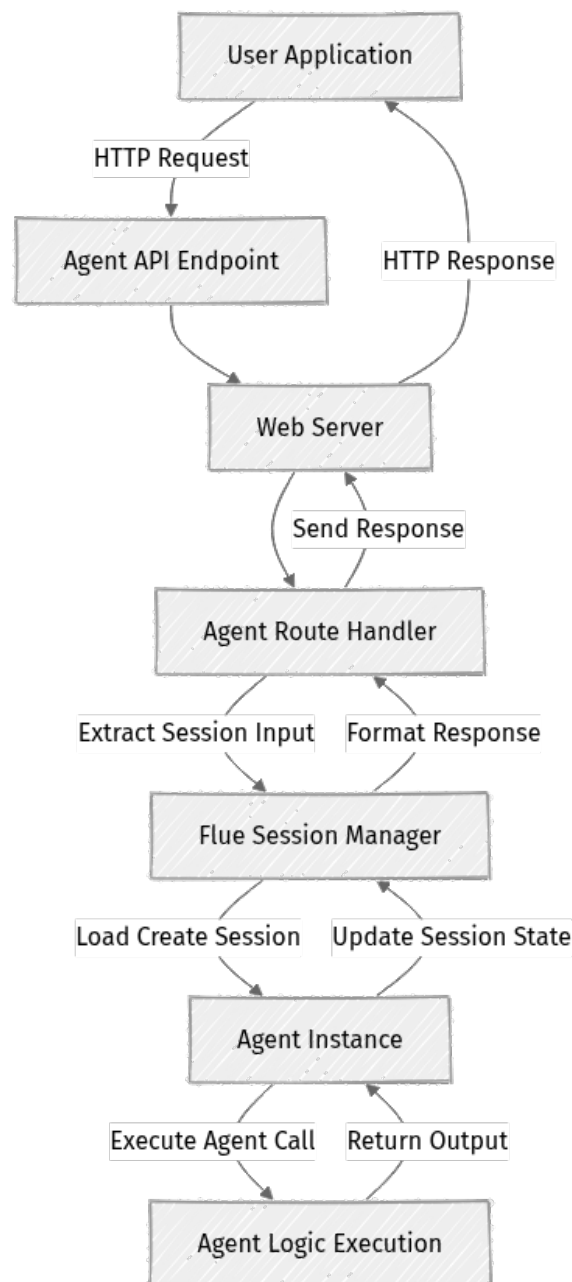 User Application
HTTP Request
Agent API Endpoint
HTTP Response
Web Server
Send Response
Agent Route Handler
Extract Session Input
Format Response
Flue Session Manager
Load Create Session
Update Session State
Agent Instance
Execute Agent Call
Return Output
Agent Logic Execution